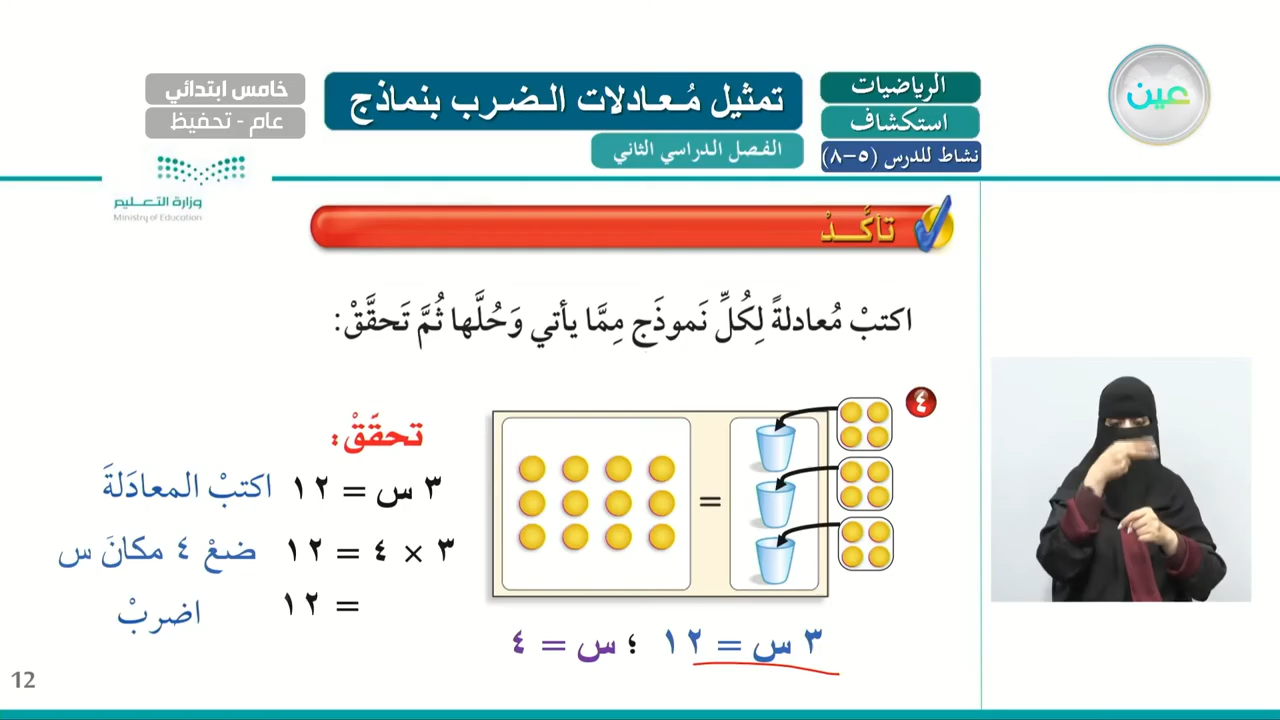 عين
الرياضيات
استكشاف
نشاط للدرس (٥-٨)
تمثيل مُعادلات الضرب بنماذج
الفصل الدراسي الثاني
خامس ابتدائي
عام - تحفيظ
وزارة التعليم
Ministry of Education
تأكَّدْ
اكتبْ مُعادلةً لِكُلِّ نَموذَج مِمَّا يأتي وَحُلَّها ثُمَّ تَحقَّقْ:
٤
=
٣ س = ١٢ ؛ س = ٤
تحقّقْ:
٣ س = ١٢ اكتبْ المعادَلةَ
٣ × ٤ = ١٢ ضعْ ٤ مكانَ س
= ١٢ اضربْ
12